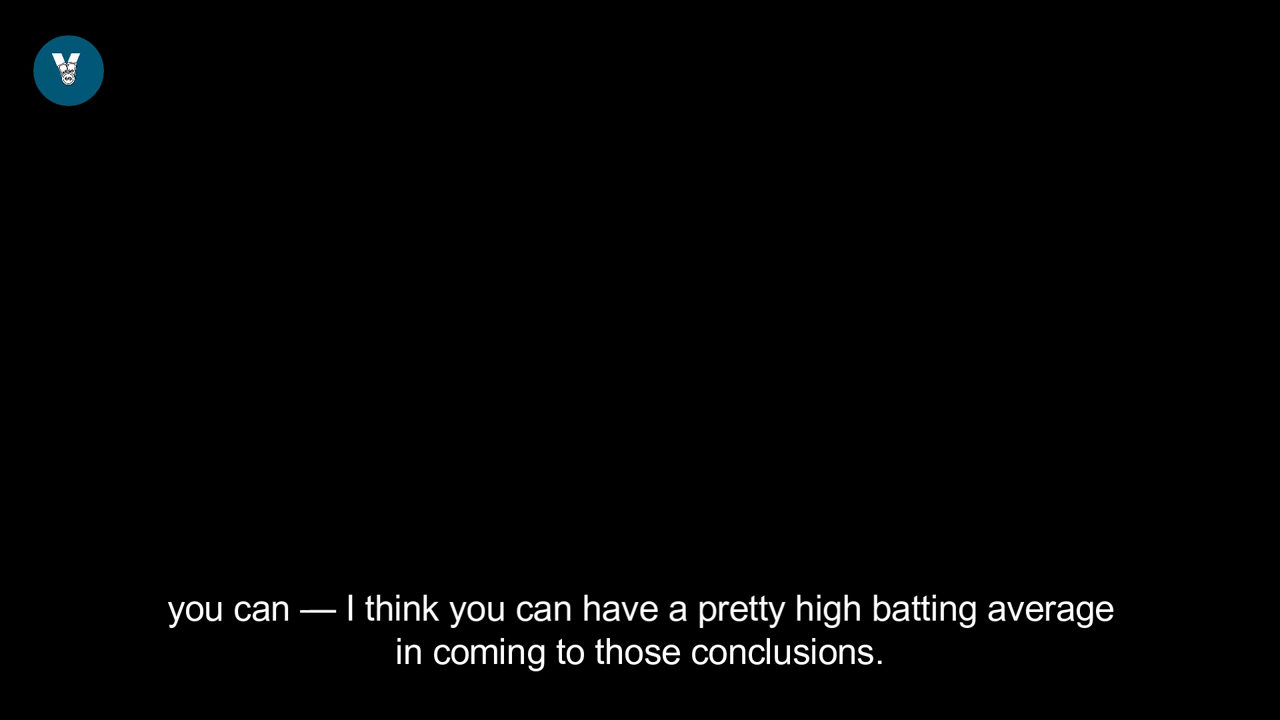 V
you can — I think you can have a pretty high batting average
in coming to those conclusions.